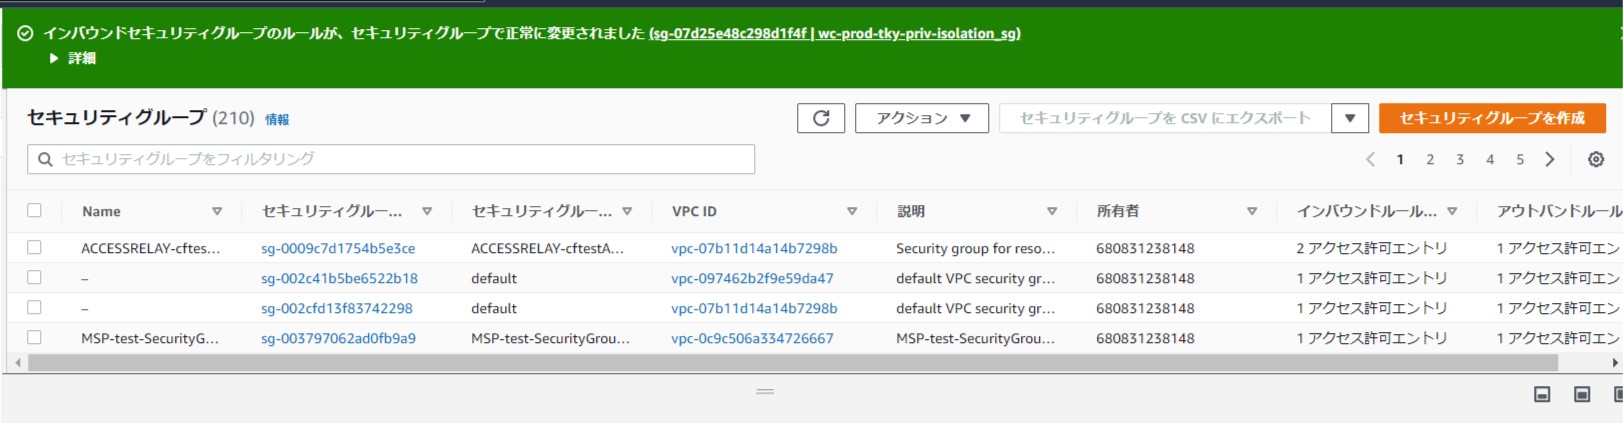 インバウンドセキュリティグループのルールが、セキュリティグループで正常に変更されました (sg-07d25e48c298d1f4f | wc-prod-tky-priv-isolation_sg)
▶ 詳細
セキュリティグループ (210) 情報 アクション ▼ セキュリティグループを CSV にエクスポート ▼ セキュリティグループを作成
セキュリティグループをフィルタリング < 1 2 3 4 5 >
Name セキュリティグルー... セキュリティグルー... VPC ID 説明 所有者 インバウンドルール... アウトバンドルール
ACCESSRELAY-cftes... sg-0009c7d1754b5e3ce ACCESSRELAY-cftestA... vpc-07b11d14a14b7298b Security group for reso... 680831238148 2 アクセス許可エントリ 1 アクセス許可エン
– sg-002c41b5be6522b18 default vpc-097462b2f9e59da47 default VPC security gr... 680831238148 1 アクセス許可エントリ 1 アクセス許可エン
– sg-002cfd13f83742298 default vpc-07b11d14a14b7298b default VPC security gr... 680831238148 1 アクセス許可エントリ 1 アクセス許可エン
MSP-test-SecurityG... sg-003797062ad0fb9a9 MSP-test-SecurityGrou... vpc-0c9c506a334726667 MSP-test-SecurityGrou... 680831238148 1 アクセス許可エントリ 1 アクセス許可エン